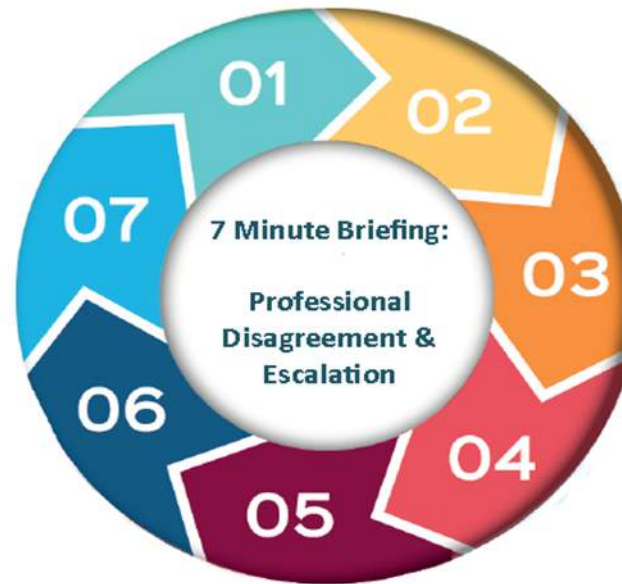 01
02
03
04
05
06
07
7 Minute Briefing:
Professional
Disagreement &
Escalation